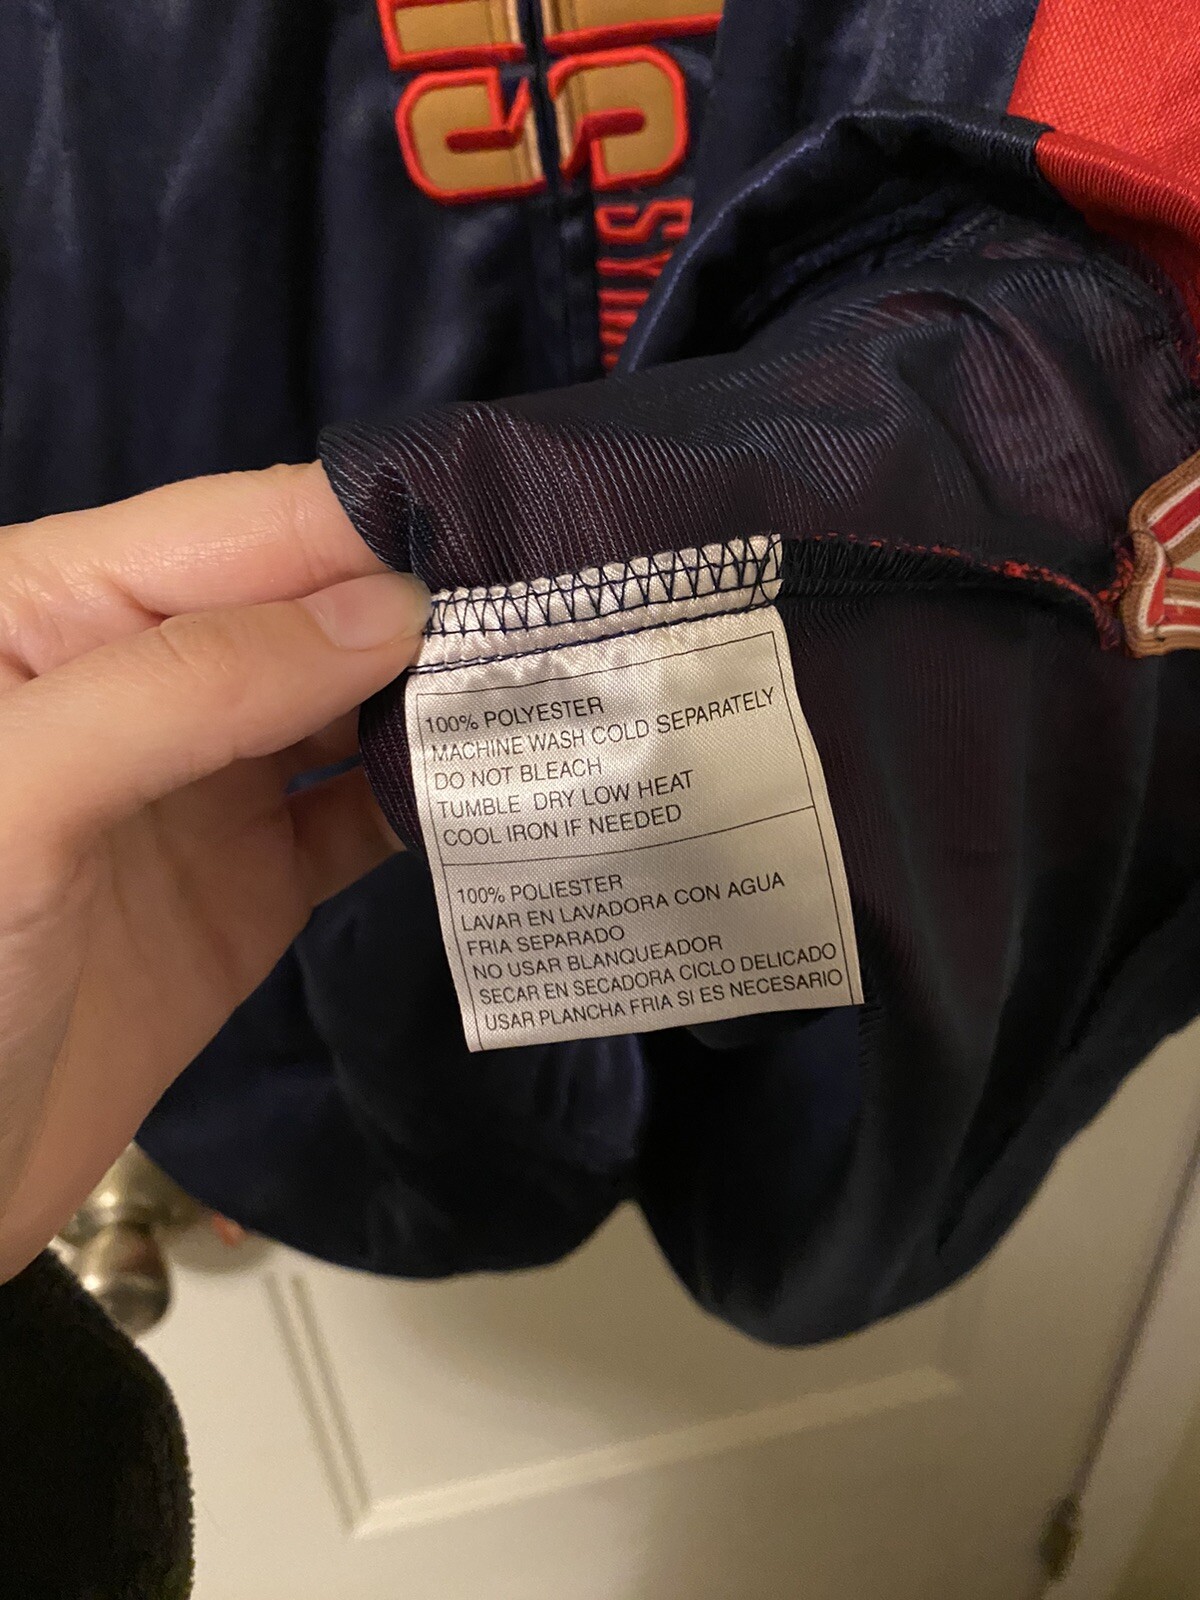 100% POLYESTER
MACHINE WASH COLD SEPARATELY
DO NOT BLEACH
TUMBLE DRY LOW HEAT
COOL IRON IF NEEDED
100% POLIESTER
LAVAR EN LAVADORA CON AGUA
FRIA SEPARADO
NO USAR BLANQUEADOR
SECAR EN SECADORA CICLO DELICADO
USAR PLANCHA FRIA SI ES NECESARIO